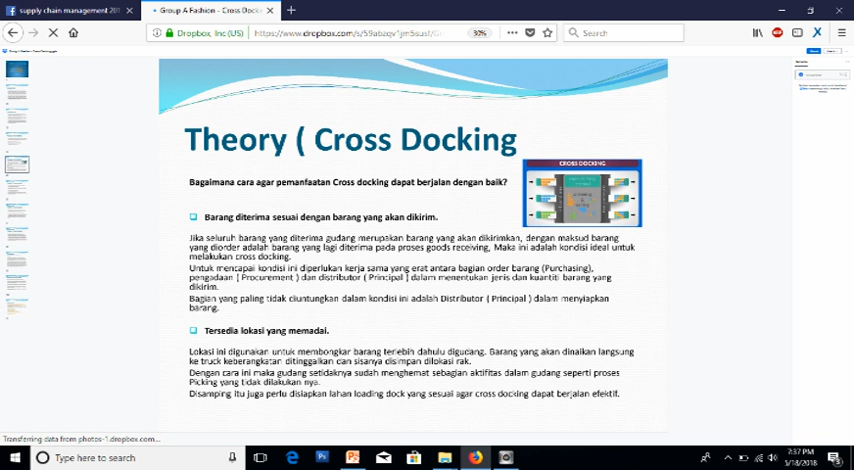 supply chain management.201
Group A Fashion - Cross Docki
Dropbox, Inc (US)
https://www.dropbox.com/s/59abzqv1jm5susf/Gr
30%
Search
Theory ( Cross Docking
CROSS DOCKING
Bagaimana cara agar pemanfaatan Cross docking dapat berjalan dengan baik?
Barang diterima sesuai dengan barang yang akan dikirim.
Jika seluruh barang yang diterima gudang merupakan barang yang akan dikirimkan, dengan maksud barang
yang diorder adalah barang yang lagi diterima pada proses goods receiving, Maka ini adalah kondisi ideal untuk
melakukan cross docking.
Untuk mencapai kondisi ini diperlukan kerja sama yang erat antara bagian order barang (Purchasing),
pengadaan ( Procurement ) dan distributor ( Principal ) dalam menentukan jenis dan kuantiti barang yang
dikirim.
Bagian yang paling tidak diuntungkan dalam kondisi ini adalah Distributor ( Principal ) dalam menyiapkan
barang.
Tersedia lokasi yang memadai.
Lokasi ini digunakan untuk membongkar barang terlebih dahulu digudang. Barang yang akan dinaikan langsung
ke truck keberangkatan ditinggalkan dan sisanya disimpan dilokasi rak.
Dengan cara ini maka gudang setidaknya sudah menghemat sebagian aktifitas dalam gudang seperti proses
Picking yang tidak dilakukan nya.
Disamping itu juga perlu disiapkan lahan loading dock yang sesuai agar cross docking dapat berjalan efektif.
Transferring data from photos-1.dropbox.com...
Type here to search
7:37 PM
5/18/2018